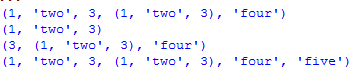 (1, 'two', 3, (1, 'two', 3), 'four')
(1, 'two', 3)
(3, (1, 'two', 3), 'four')
(1, 'two', 3, (1, 'two', 3), 'four', 'five')